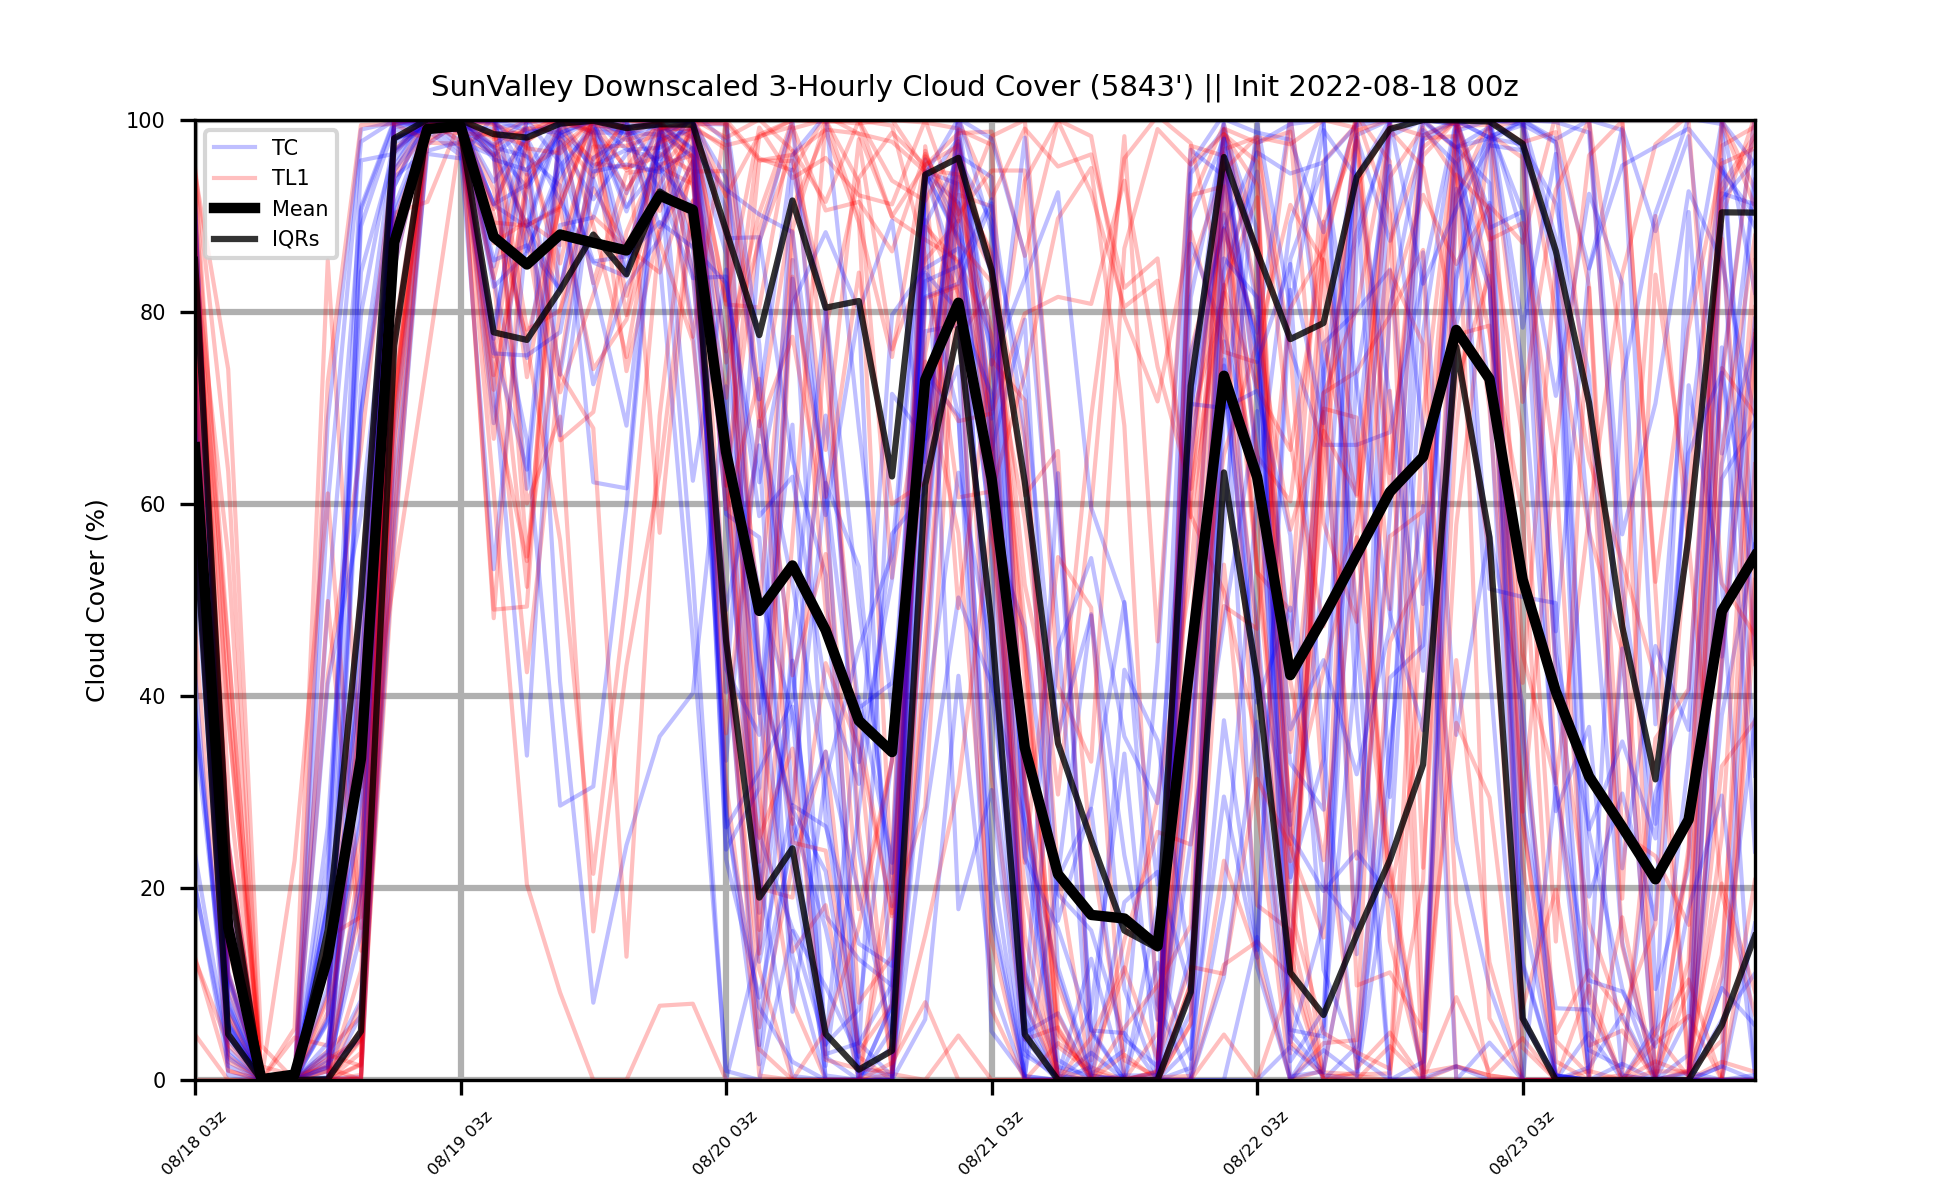 SunValley Downscaled 3-Hourly Cloud Cover (5843') || Init 2022-08-18 00z
Cloud Cover (%)
100
80
60
40
20
0
TC
TL1
Mean
IQRs
08/18 03z
08/19 03z
08/20 03z
08/21 03z
08/22 03z
08/23 03z